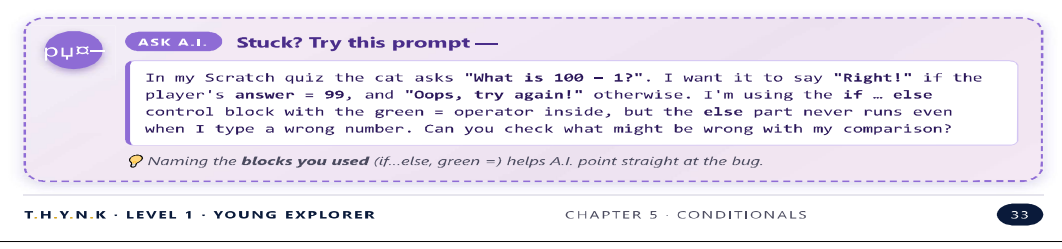 ASK A.I. Stuck? Try this prompt —
In my Scratch quiz the cat asks "What is 100 − 1?". I want it to say "Right!" if the
player's answer = 99, and "Oops, try again!" otherwise. I'm using the if … else
control block with the green = operator inside, but the else part never runs even
when I type a wrong number. Can you check what might be wrong with my comparison?
Naming the blocks you used (if...else, green =) helps A.I. point straight at the bug.
T.H.Y.N.K · LEVEL 1 · YOUNG EXPLORER CHAPTER 5 · CONDITIONALS 33